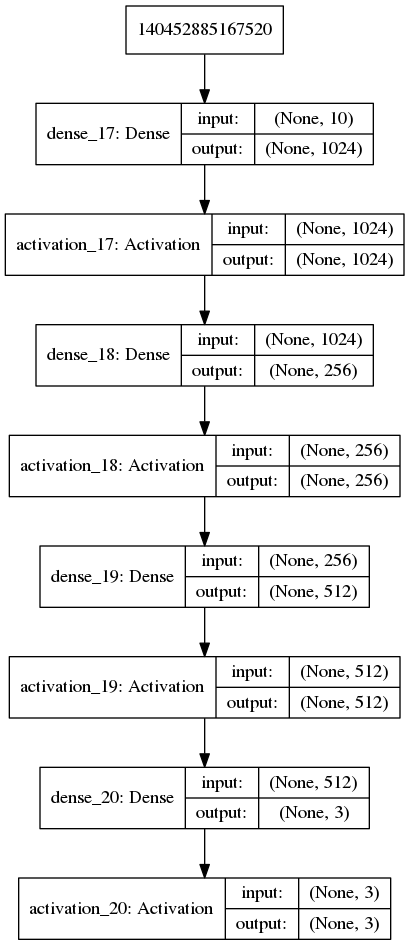 140452885167520
dense_17: Dense
input:
(None, 10)
output:
(None, 1024)
activation_17: Activation
input:
(None, 1024)
output:
(None, 1024)
dense_18: Dense
input:
(None, 1024)
output:
(None, 256)
activation_18: Activation
input:
(None, 256)
output:
(None, 256)
dense_19: Dense
input:
(None, 256)
output:
(None, 512)
activation_19: Activation
input:
(None, 512)
output:
(None, 512)
dense_20: Dense
input:
(None, 512)
output:
(None, 3)
activation_20: Activation
input:
(None, 3)
output:
(None, 3)